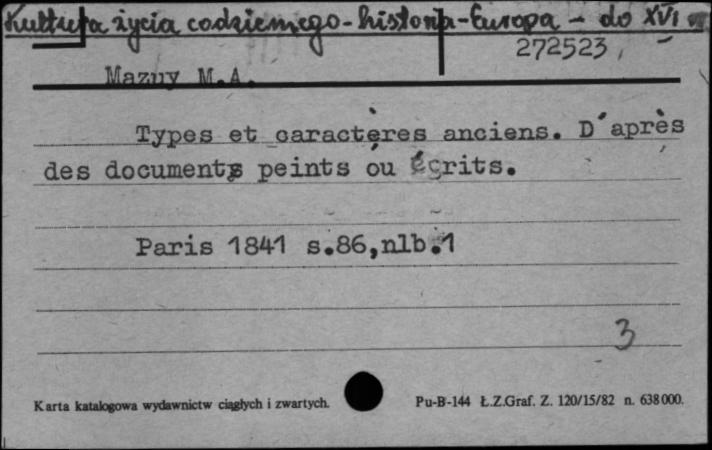 Kultura życia codziennego - historia - Europa - do XVI w
272523
Mazuy M.A.
Types et caractères anciens. D'après
des documents peints ou écrits.
Paris 1841 s.86,nlb.1
3
Karta katalogowa wydawnictw ciągłych i zwartych.
Pu-B-144 Ł.Z.Graf. Z. 120/15/82 n. 638000.